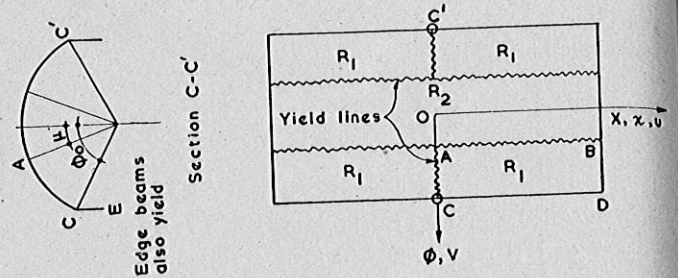 C'
A
μ
φ₀
C
E
Edge beams
also yield
Section C-C'
C'
R₁
R₁
R₂
Yield lines
O
X, x, u
A
B
R₁
R₁
C
D
φ, V